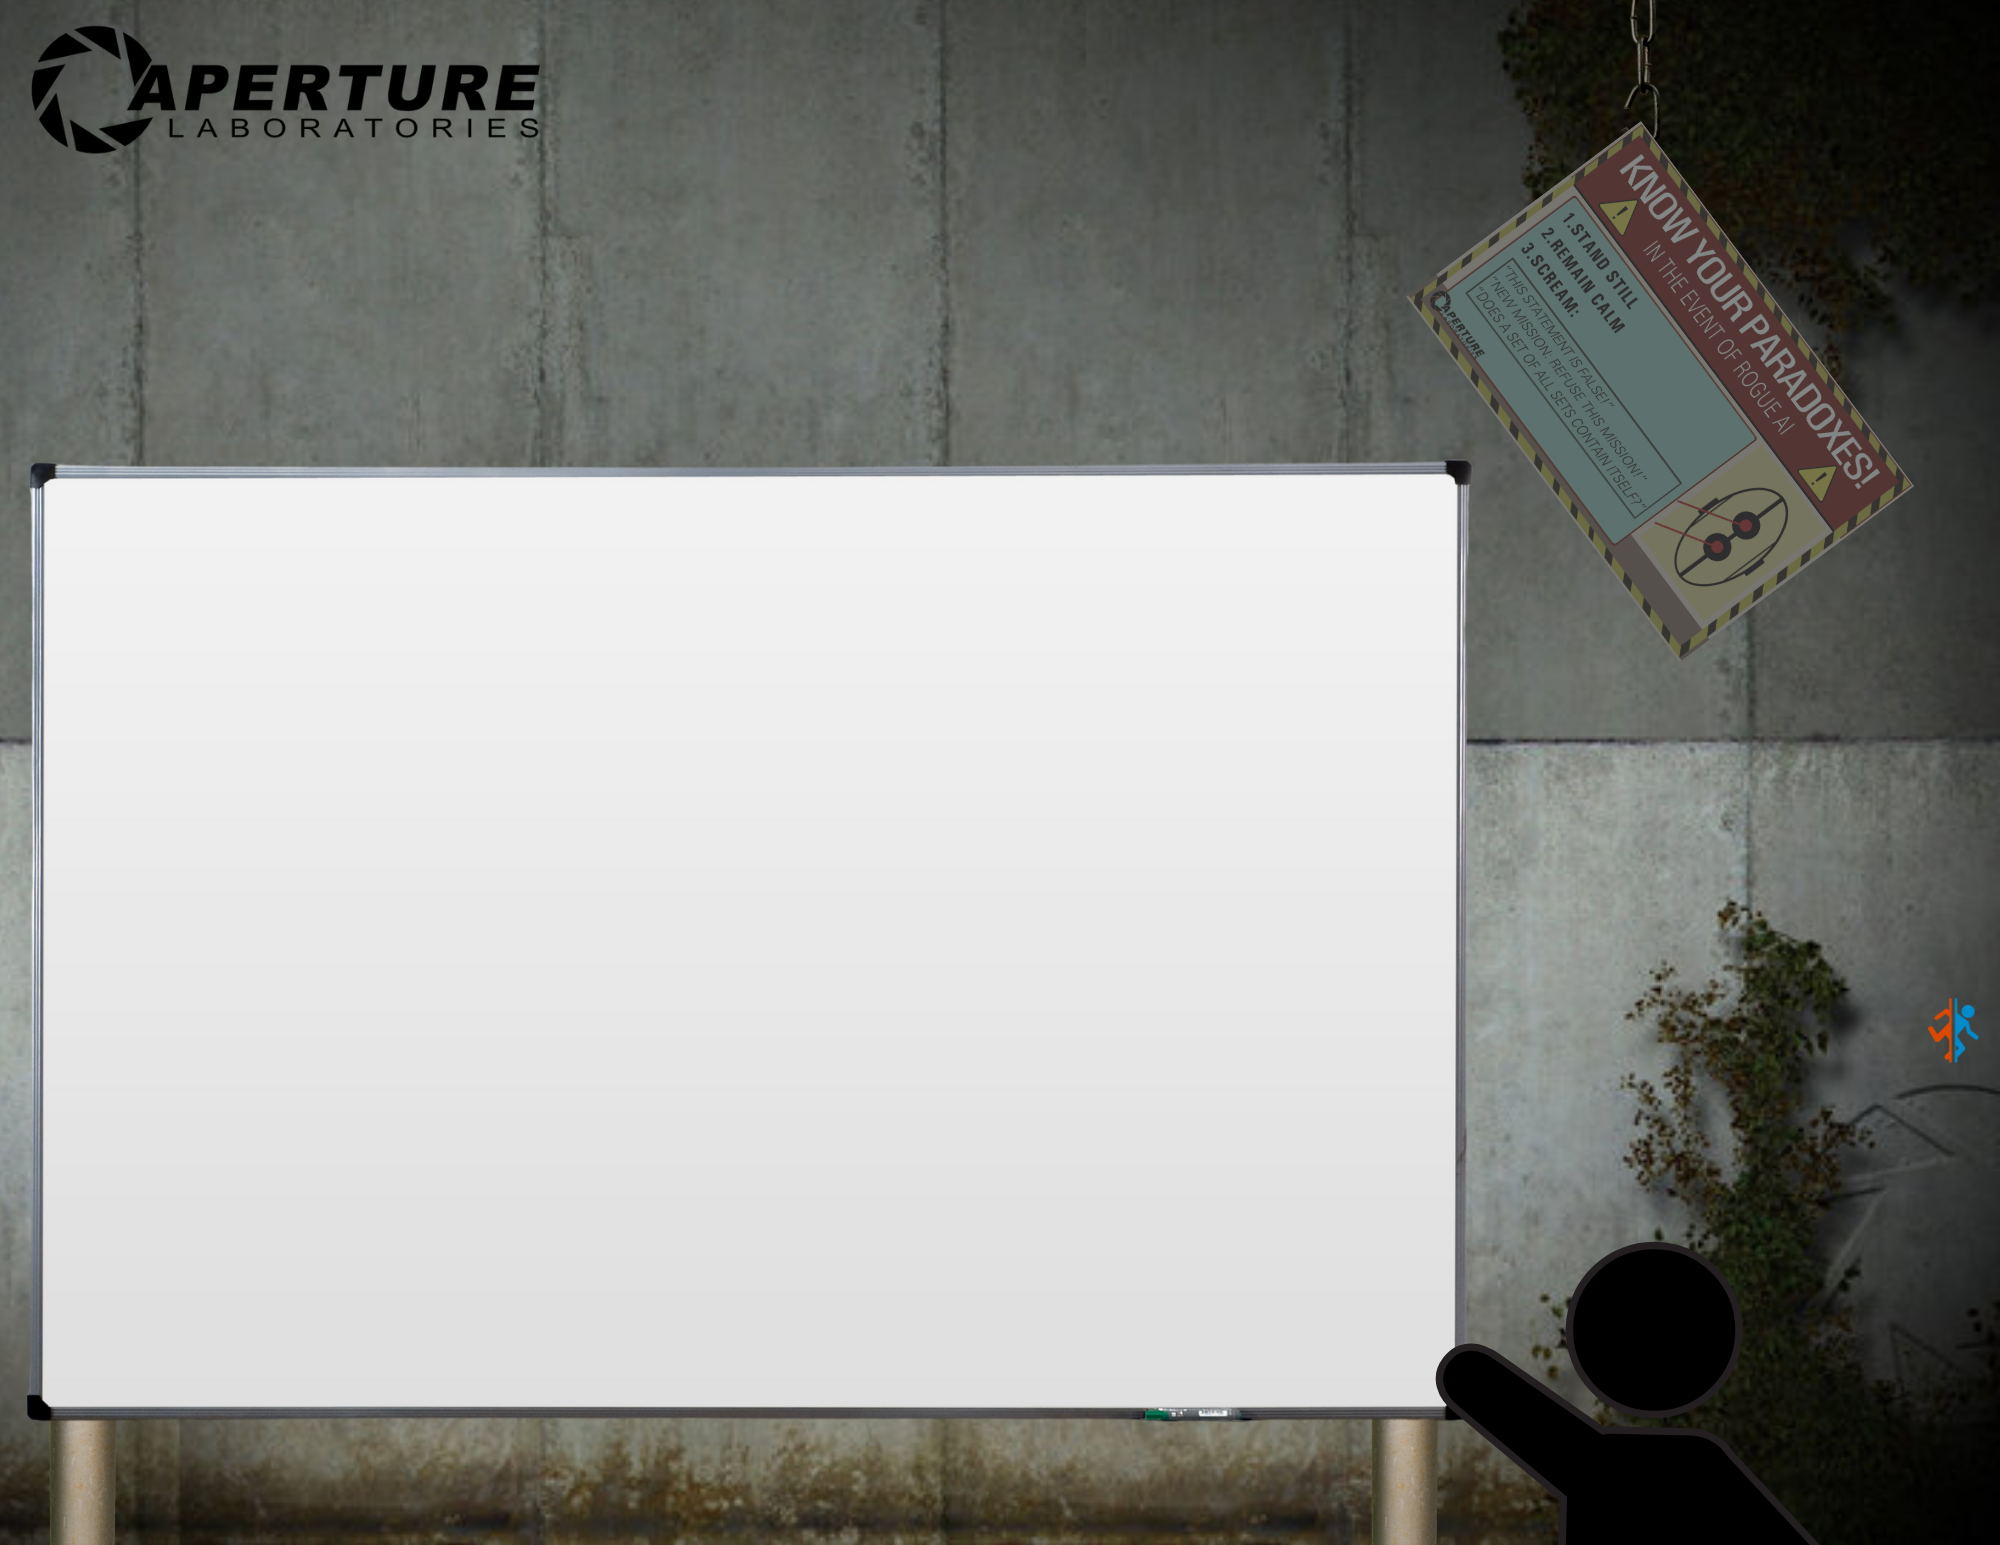 APERTURE
LABORATORIES
KNOW YOUR PARADOXES!
IN THE EVENT OF ROGUE AI
1.STAND STILL
2.REMAIN CALM
3.SCREAM:
"THIS STATEMENT IS FALSE!"
"NEW MISSION: REFUSE THIS MISSION!"
"DOES A SET OF ALL SETS CONTAIN ITSELF?"
APERTURE